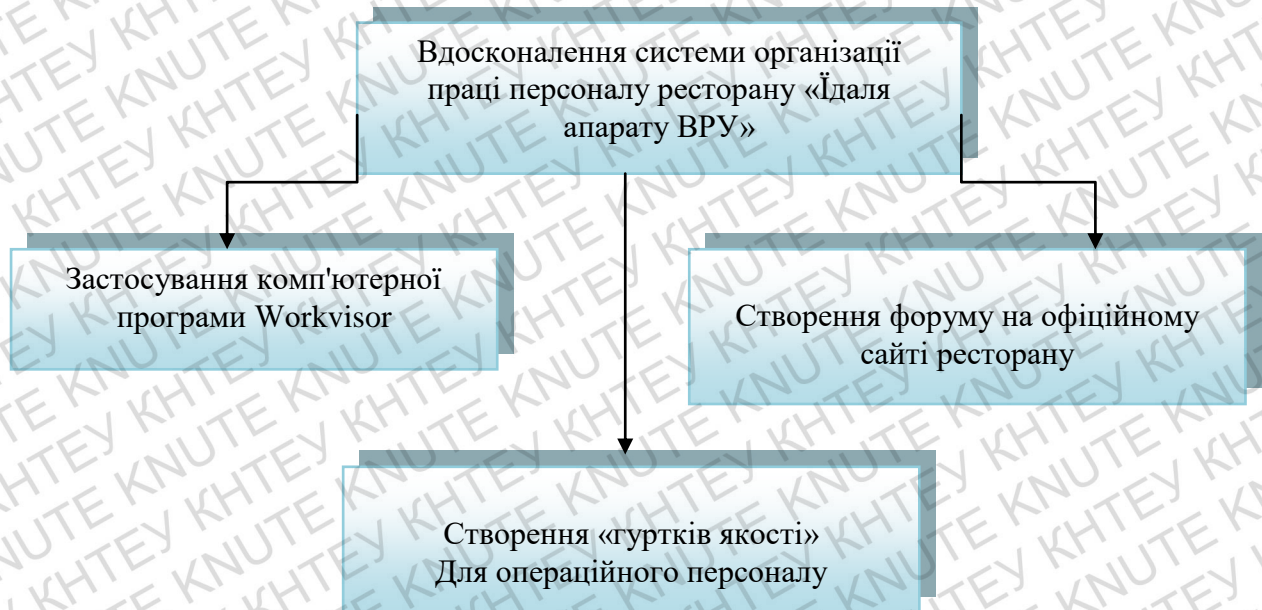 Вдосконалення системи організації
праці персоналу ресторану «Їдаля
апарату ВРУ»
Застосування комп'ютерної
програми Workvisor
Створення форуму на офіційному
сайті ресторану
Створення «гуртків якості»
Для операційного персоналу